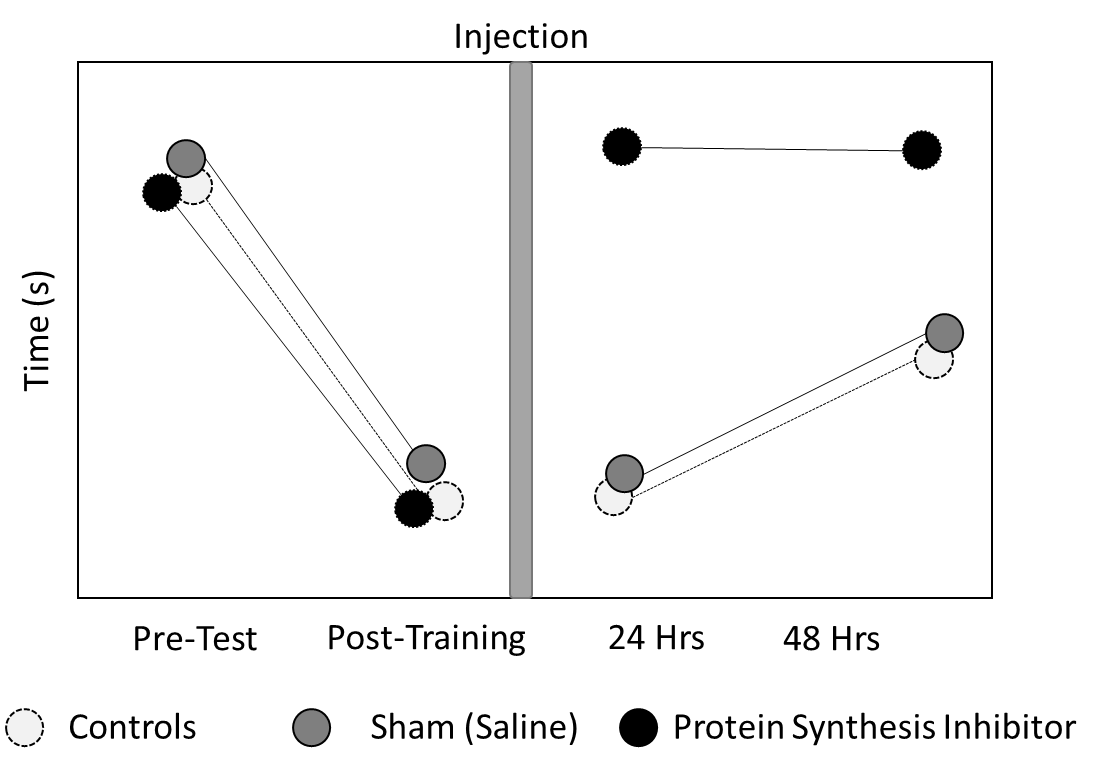 Injection
Time (s)
Pre-Test Post-Training 24 Hrs 48 Hrs
Controls Sham (Saline) Protein Synthesis Inhibitor